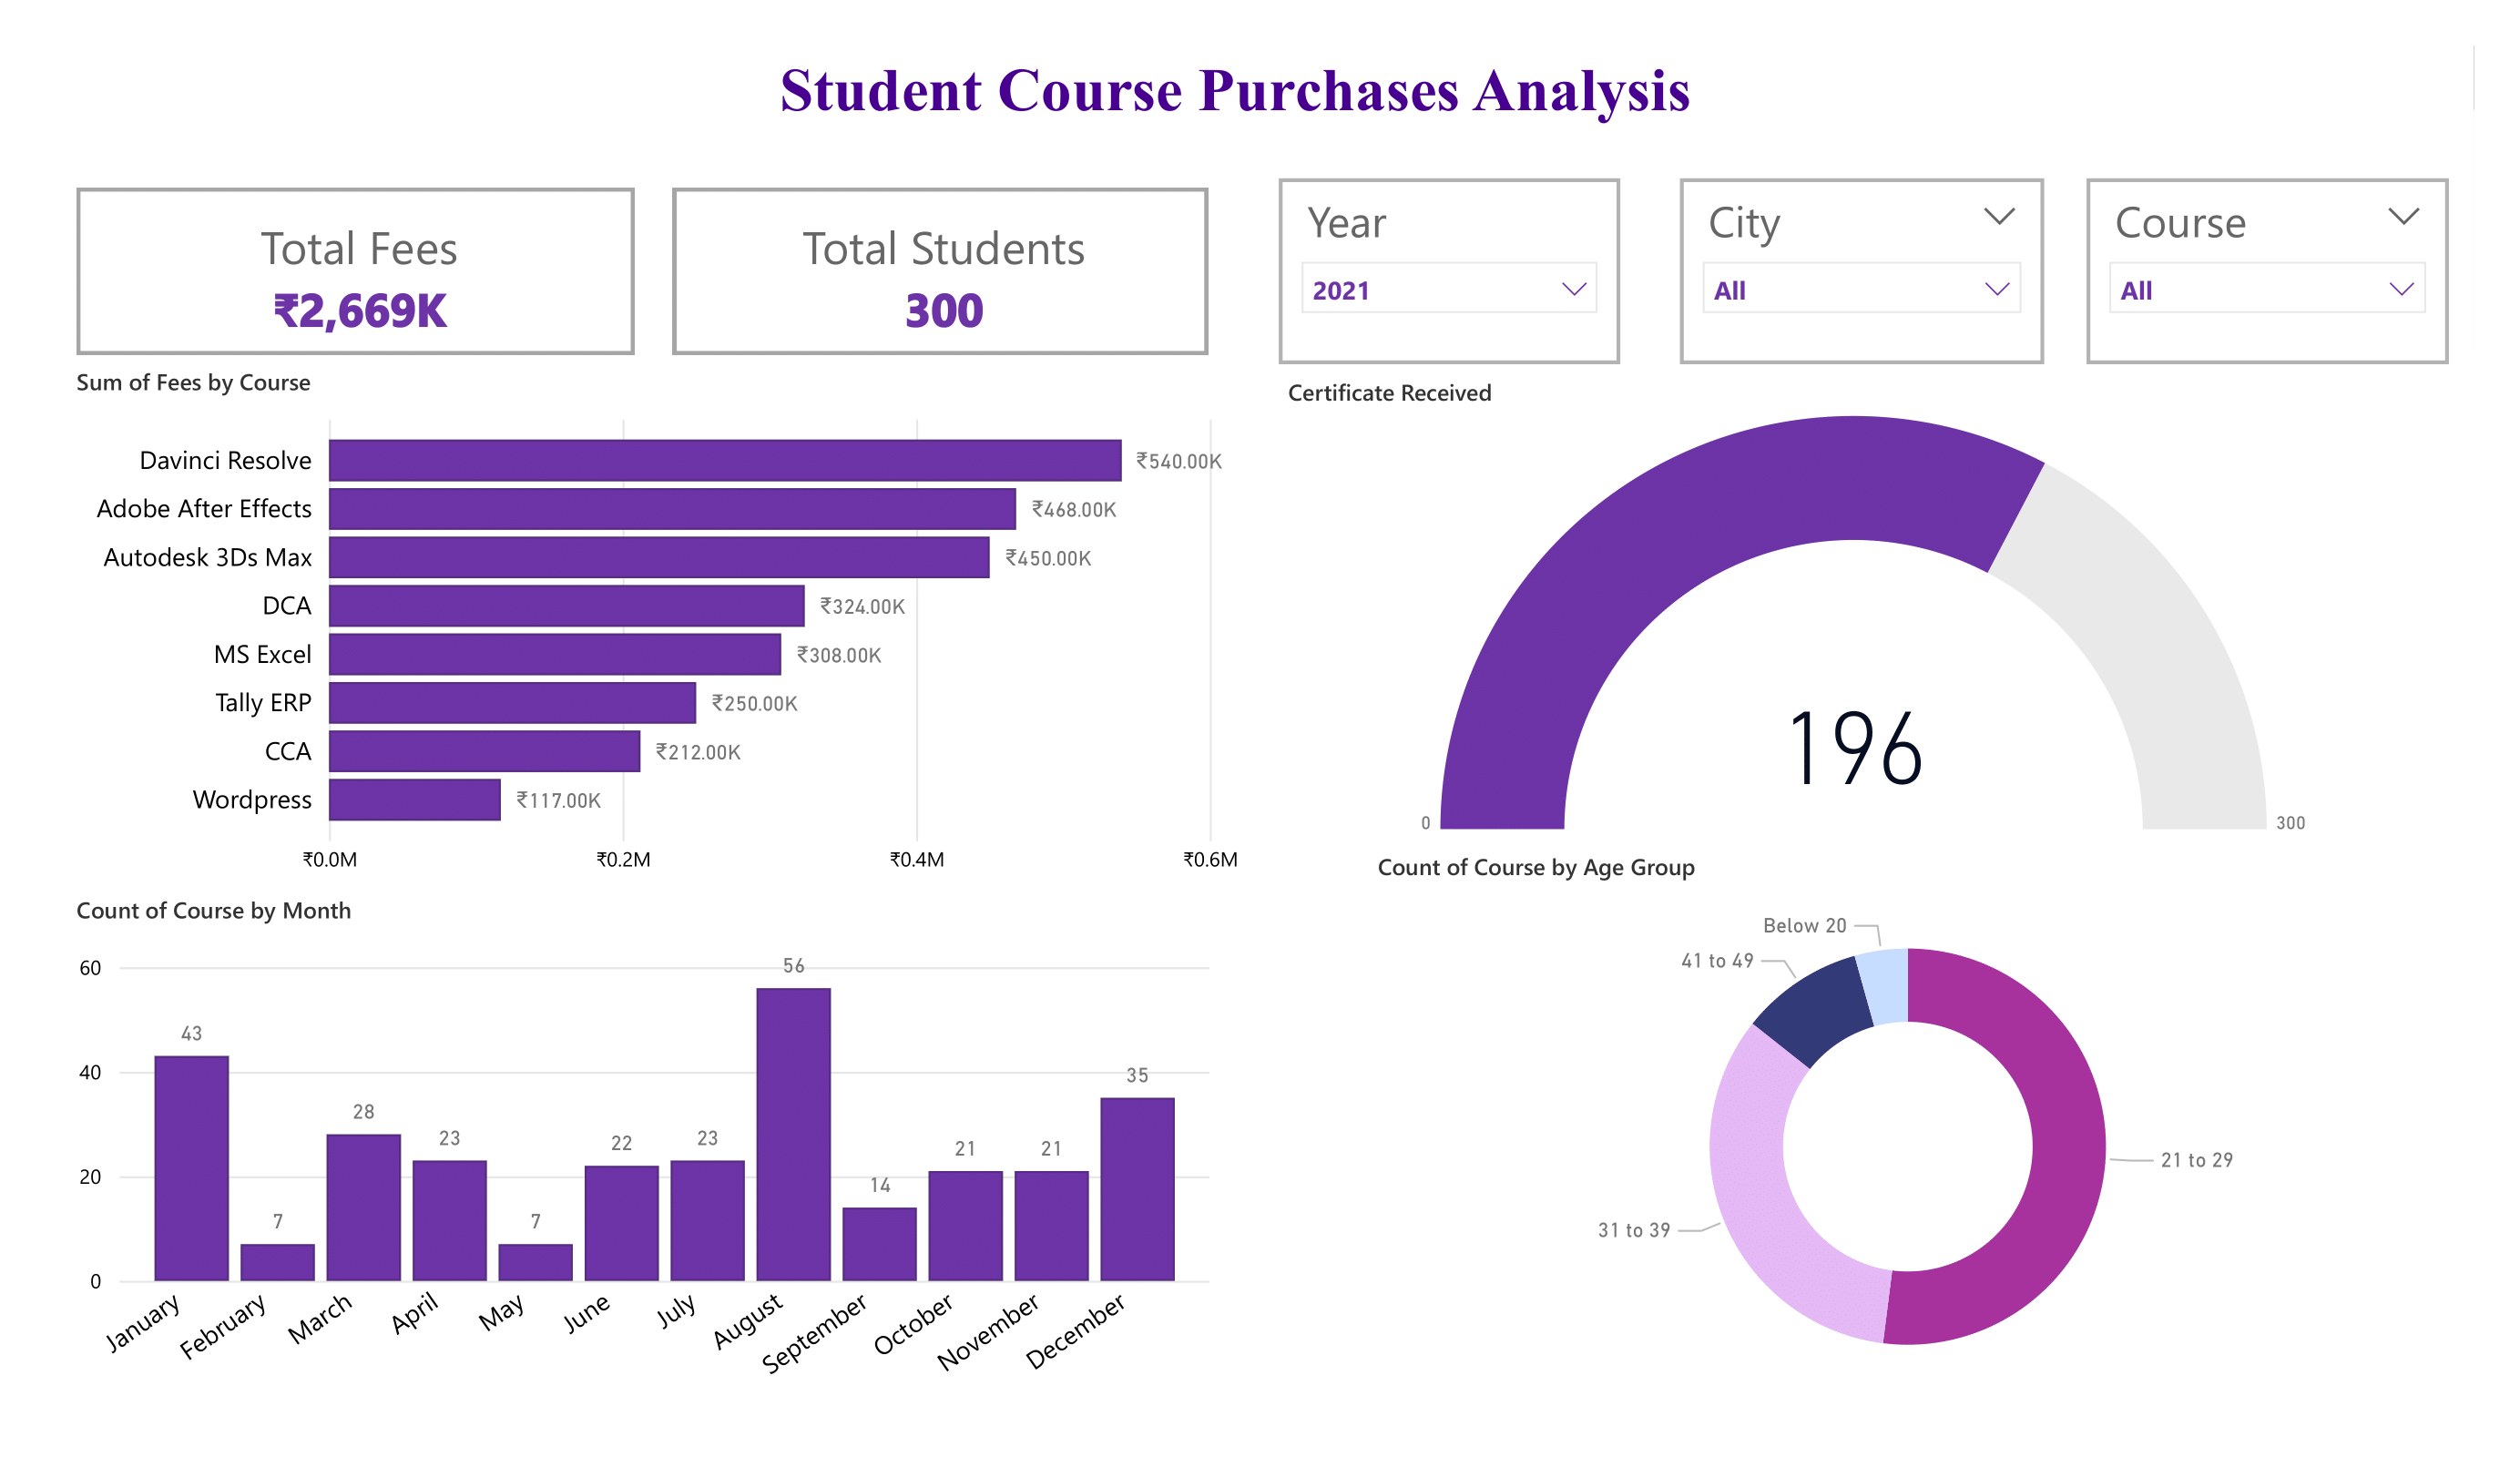 Student Course Purchases Analysis
Total Fees
₹2,669K
Total Students
300
Year
2021
City
All
Course
All
Sum of Fees by Course
Davinci Resolve ₹540.00K
Adobe After Effects ₹468.00K
Autodesk 3Ds Max ₹450.00K
DCA ₹324.00K
MS Excel ₹308.00K
Tally ERP ₹250.00K
CCA ₹212.00K
Wordpress ₹117.00K
₹0.0M ₹0.2M ₹0.4M ₹0.6M
Certificate Received
196
0 300
Count of Course by Month
60
40
20
0
43 7 28 23 7 22 23 56 14 21 21 35
January February March April May June July August September October November December
Count of Course by Age Group
Below 20
41 to 49
21 to 29
31 to 39